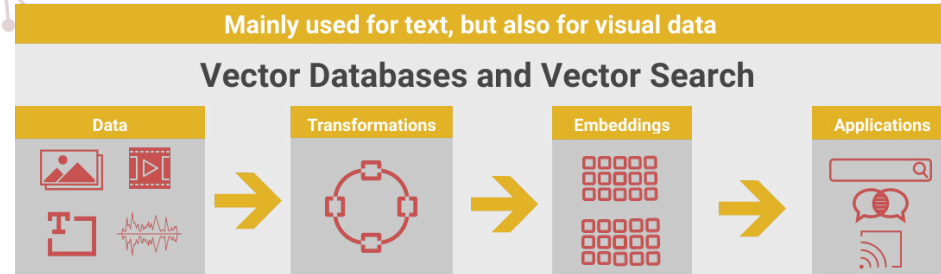 Mainly used for text, but also for visual data
Vector Databases and Vector Search
Data
Transformations
Embeddings
Applications
T